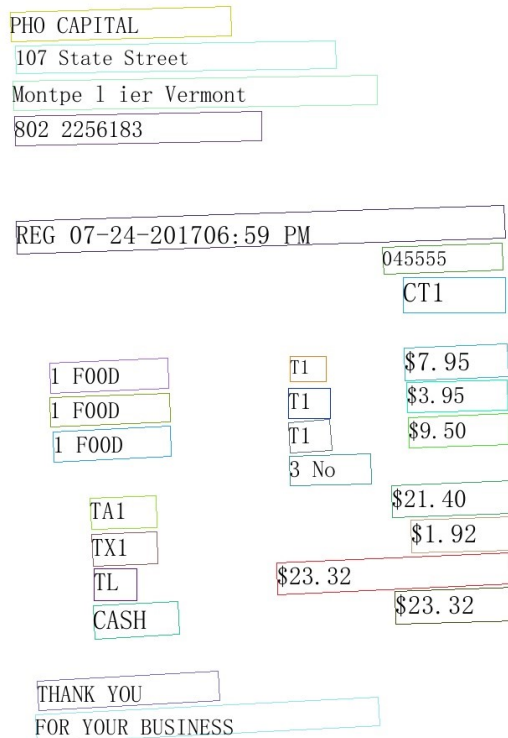 PHO CAPITAL
107 State Street
Montpe l ier Vermont
802 2256183
REG 07-24-201706:59 PM
045555
CT1
1 FOOD T1 $7.95
1 FOOD T1 $3.95
1 FOOD T1 $9.50
3 No
TA1 $21.40
TX1 $1.92
TL $23.32
CASH $23.32
THANK YOU
FOR YOUR BUSINESS